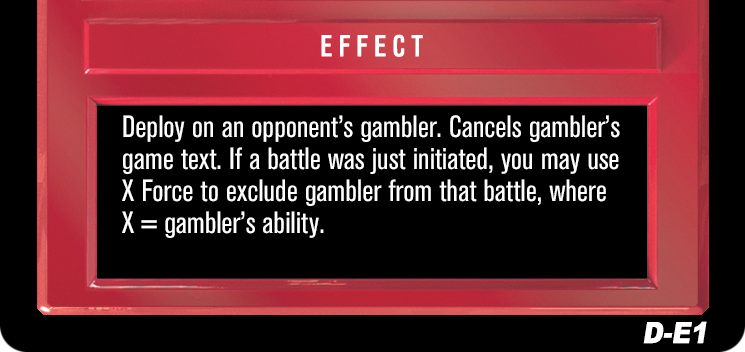 EFFECT
Deploy on an opponent’s gambler. Cancels gambler’s
game text. If a battle was just initiated, you may use
X Force to exclude gambler from that battle, where
X = gambler’s ability.
D-E1